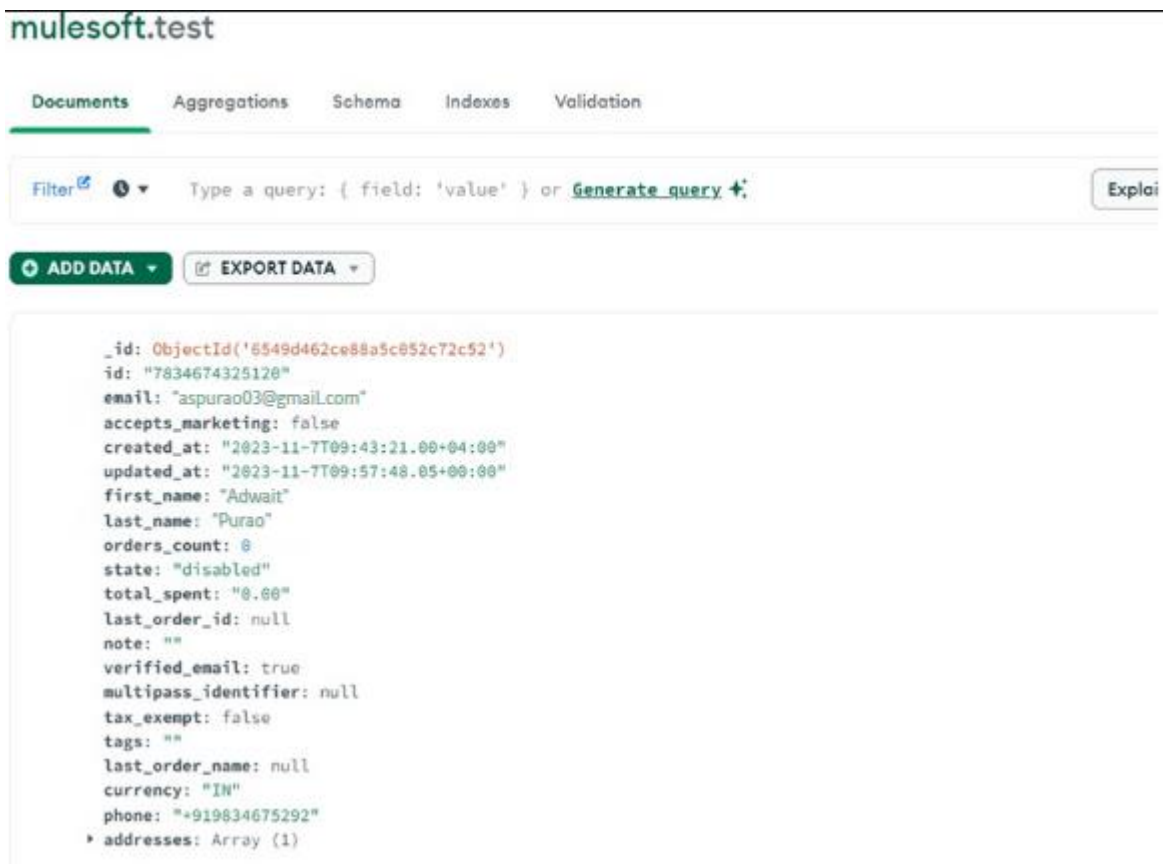 mulesoft.test
Documents Aggregations Schema Indexes Validation
Filter Type a query: { field: 'value' } or Generate query Explai
ADD DATA EXPORT DATA
_id: ObjectId('6549d462ce88a5c052c72c52')
id: "7834674325120"
email: "aspurao03@gmail.com"
accepts_marketing: false
created_at: "2023-11-7T09:43:21.00+04:00"
updated_at: "2023-11-7T09:57:48.05+00:00"
first_name: "Adwait"
last_name: "Purao"
orders_count: 0
state: "disabled"
total_spent: "0.00"
last_order_id: null
note: ""
verified_email: true
multipass_identifier: null
tax_exempt: false
tags: ""
last_order_name: null
currency: "IN"
phone: "+919834675292"
addresses: Array (1)